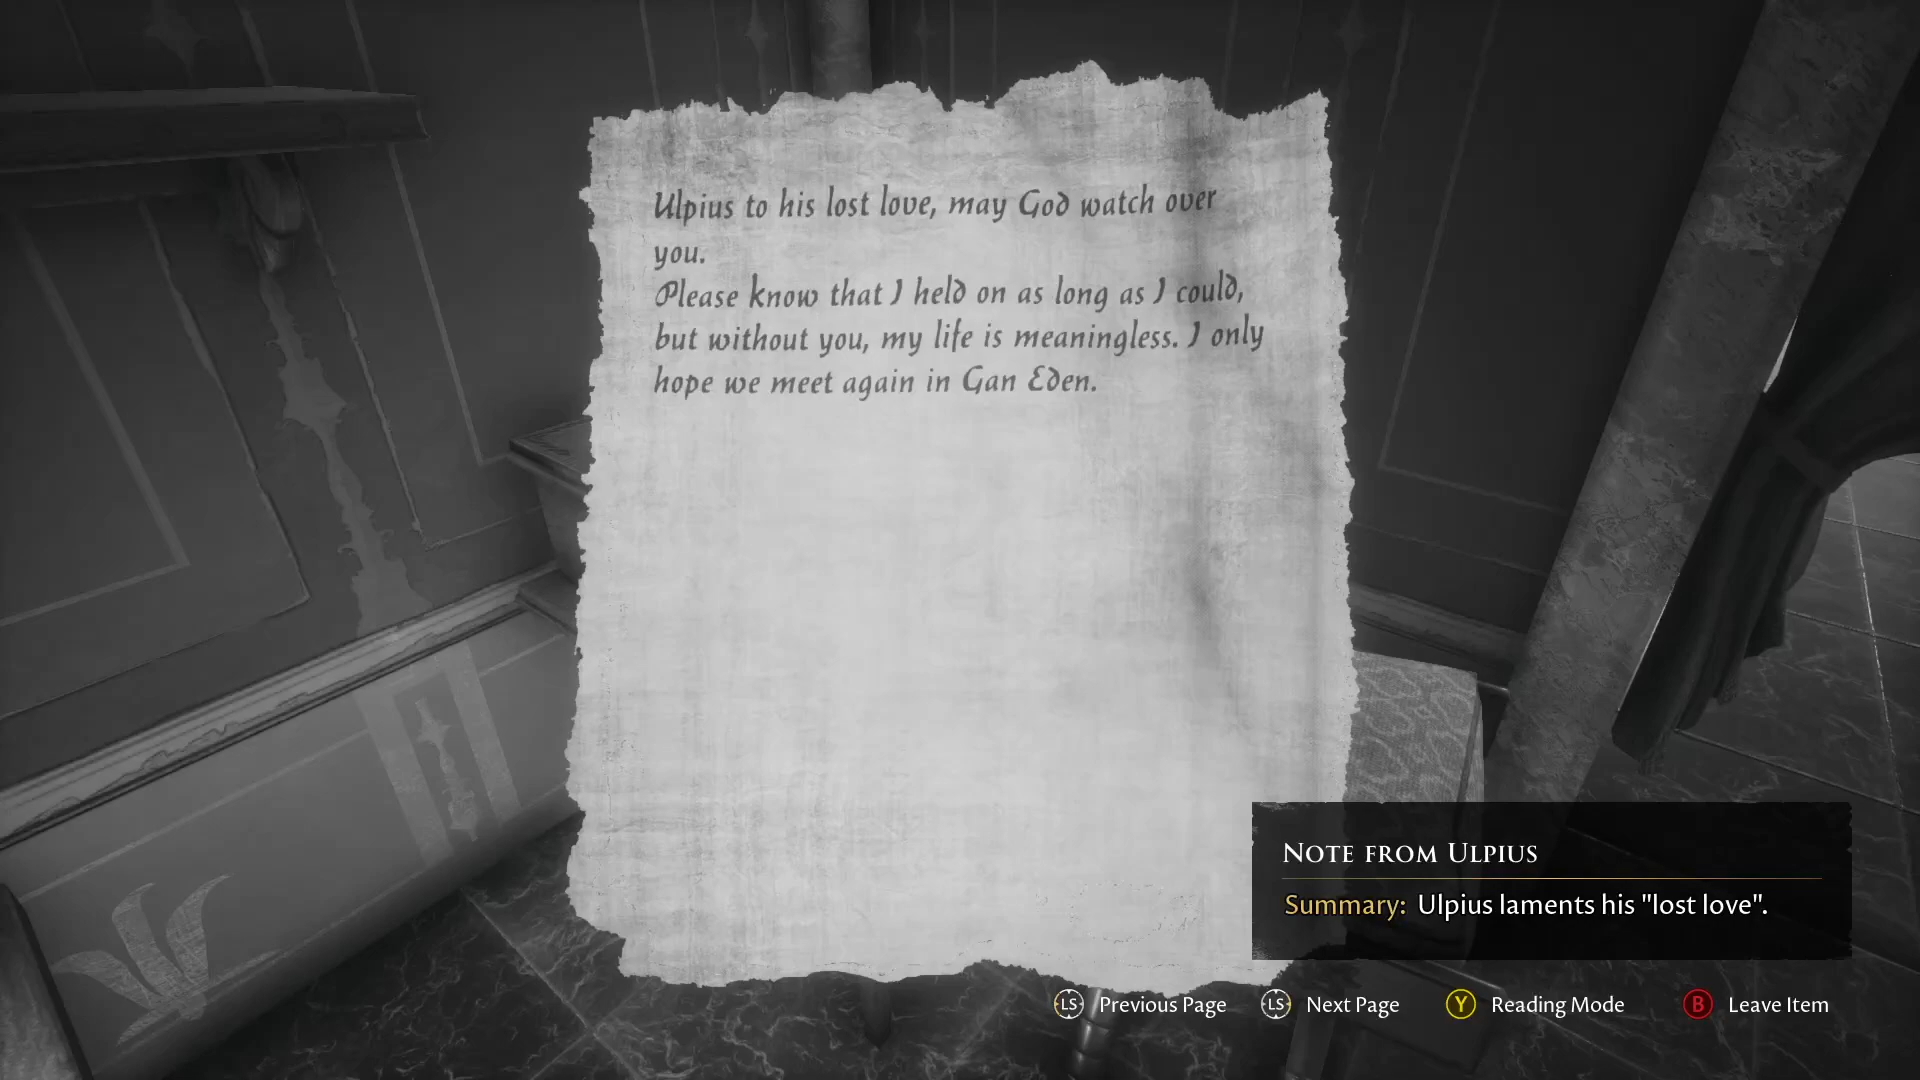 Ulpius to his lost love, may God watch over
you.
Please know that I held on as long as I could,
but without you, my life is meaningless. I only
hope we meet again in Gan Eden.
Note from Ulpius
Summary: Ulpius laments his "lost love".
LS Previous Page LS Next Page Y Reading Mode B Leave Item